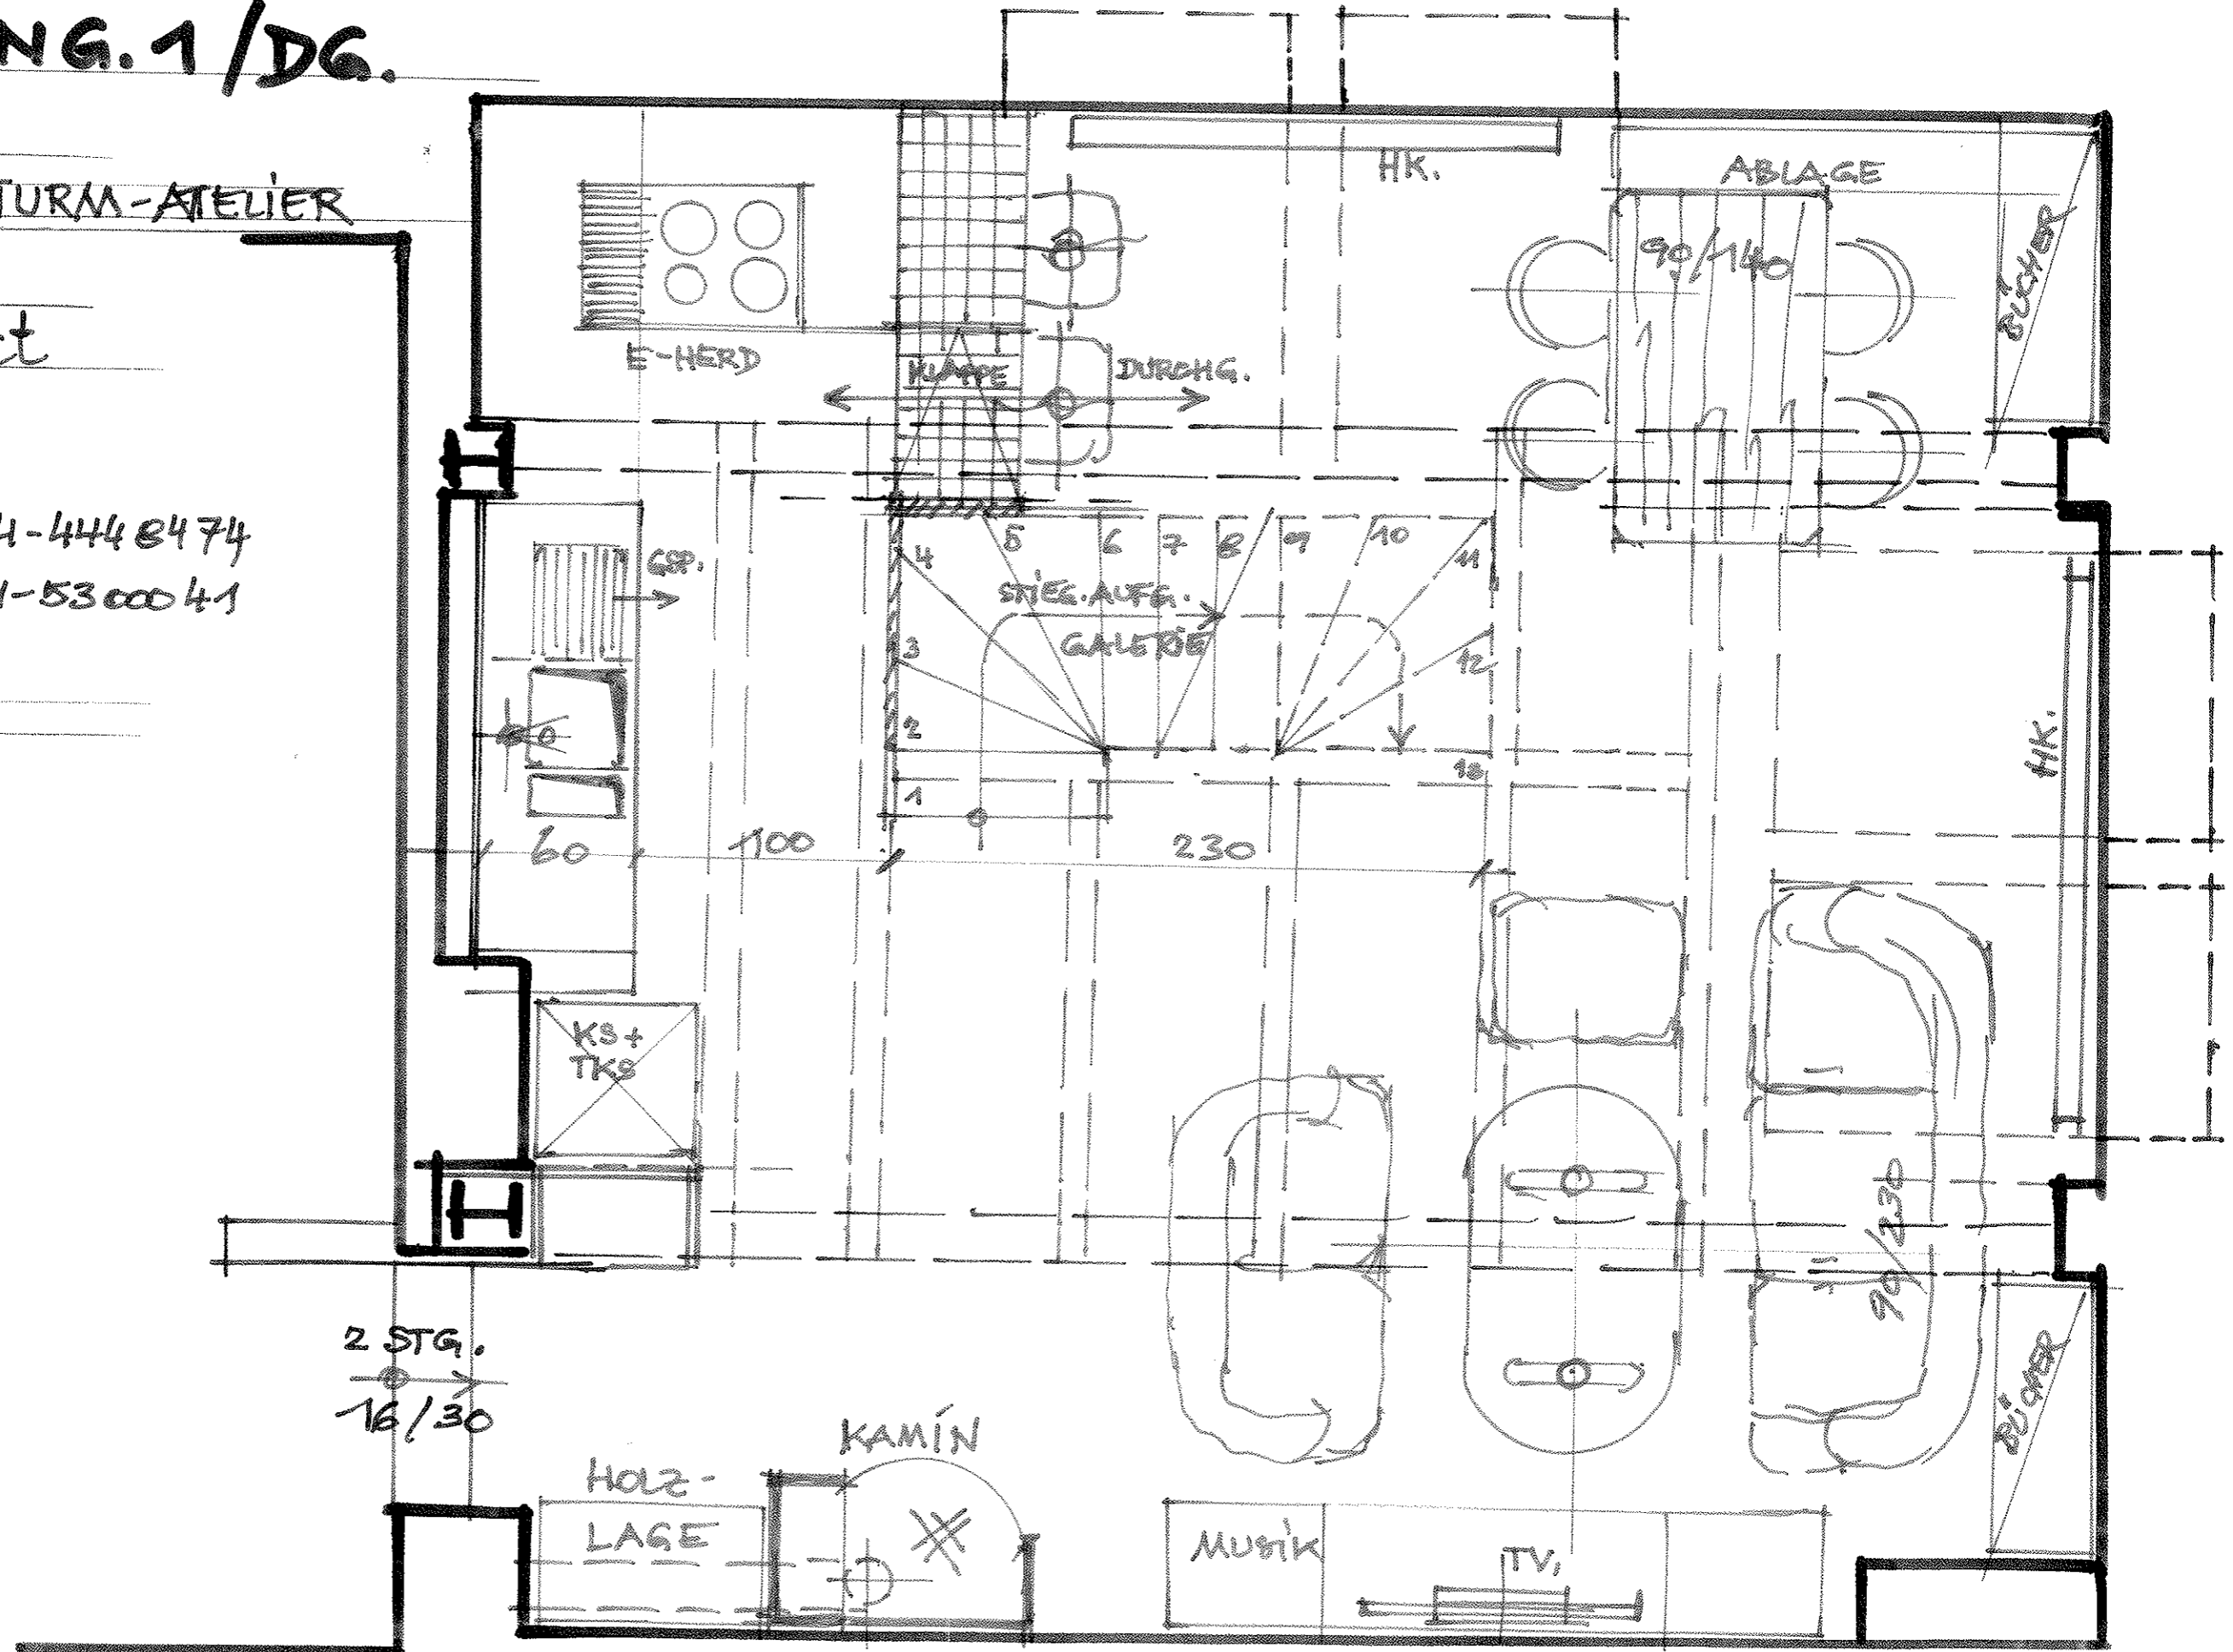 NG.1/DG.
TURM-ATELIER
HK.
ABLAGE
90/140
BÜCHER
ct
E-HERD
KLAPPE
DURCHG.
4-4448474
1-5300041
GSP.
1
2
3
4
5
6
7
8
9
10
11
12
13
STIEG.AUFG.
GALERIE
HK.
60
100
230
KS+
TKS
90/230
2 STG.
16/30
BÜCHER
KAMIN
HOLZ-
LAGE
MUSIK
TV.